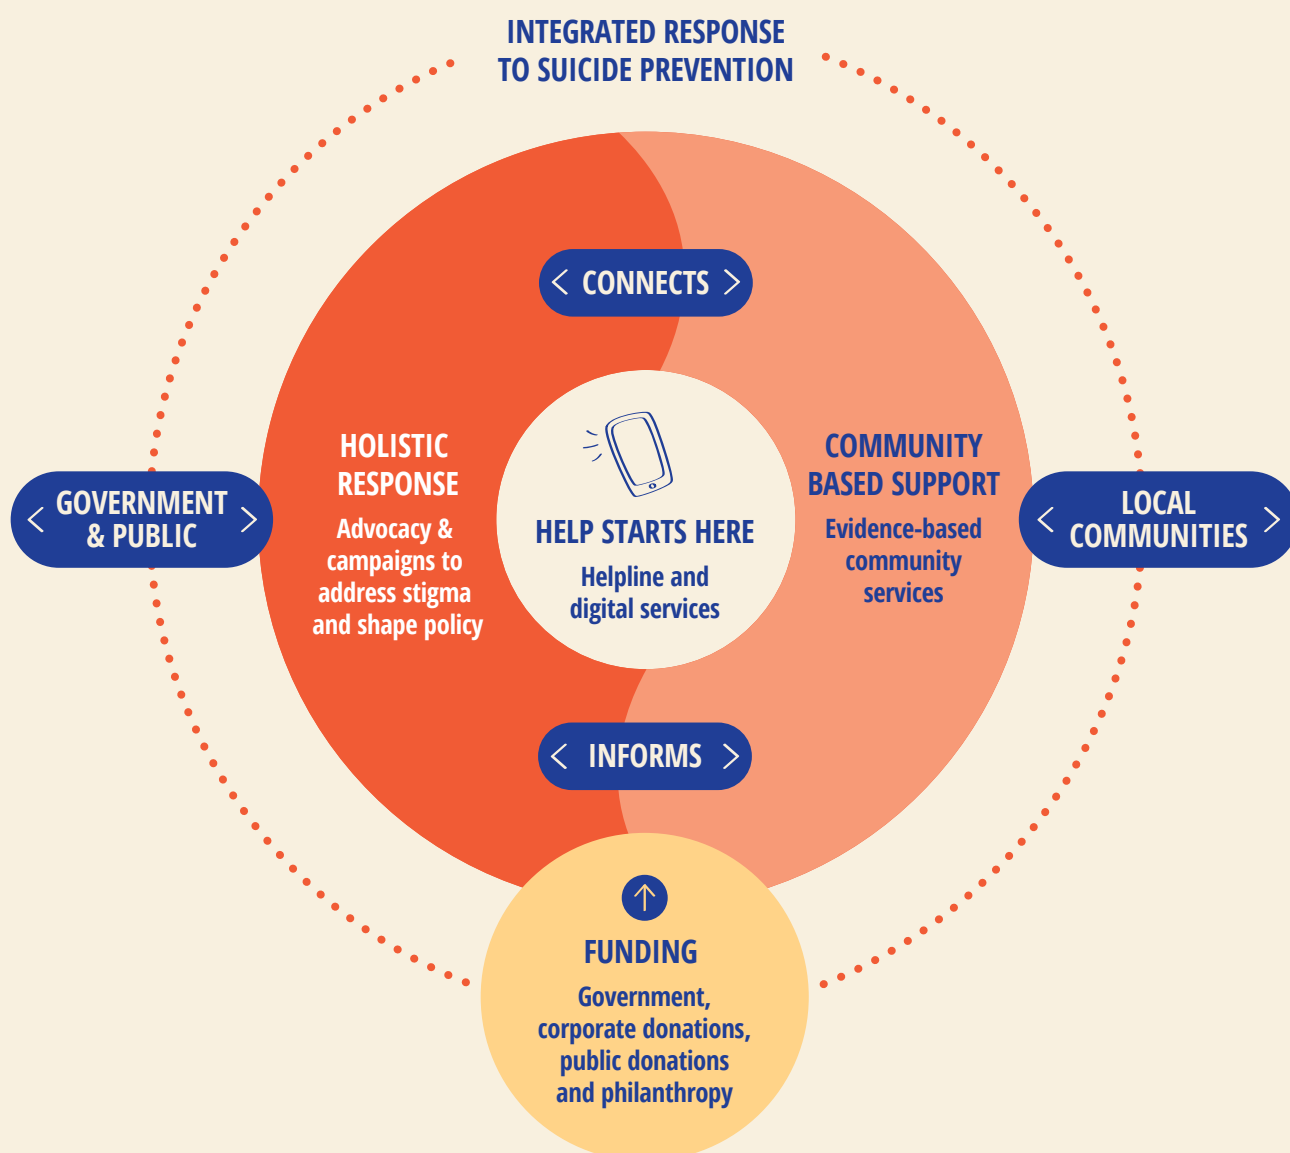 INTEGRATED RESPONSE
TO SUICIDE PREVENTION
CONNECTS
HOLISTIC
RESPONSE
Advocacy &
campaigns to
address stigma
and shape policy
HELP STARTS HERE
Helpline and
digital services
COMMUNITY
BASED SUPPORT
Evidence-based
community
services
GOVERNMENT
& PUBLIC
LOCAL
COMMUNITIES
INFORMS
FUNDING
Government,
corporate donations,
public donations
and philanthropy